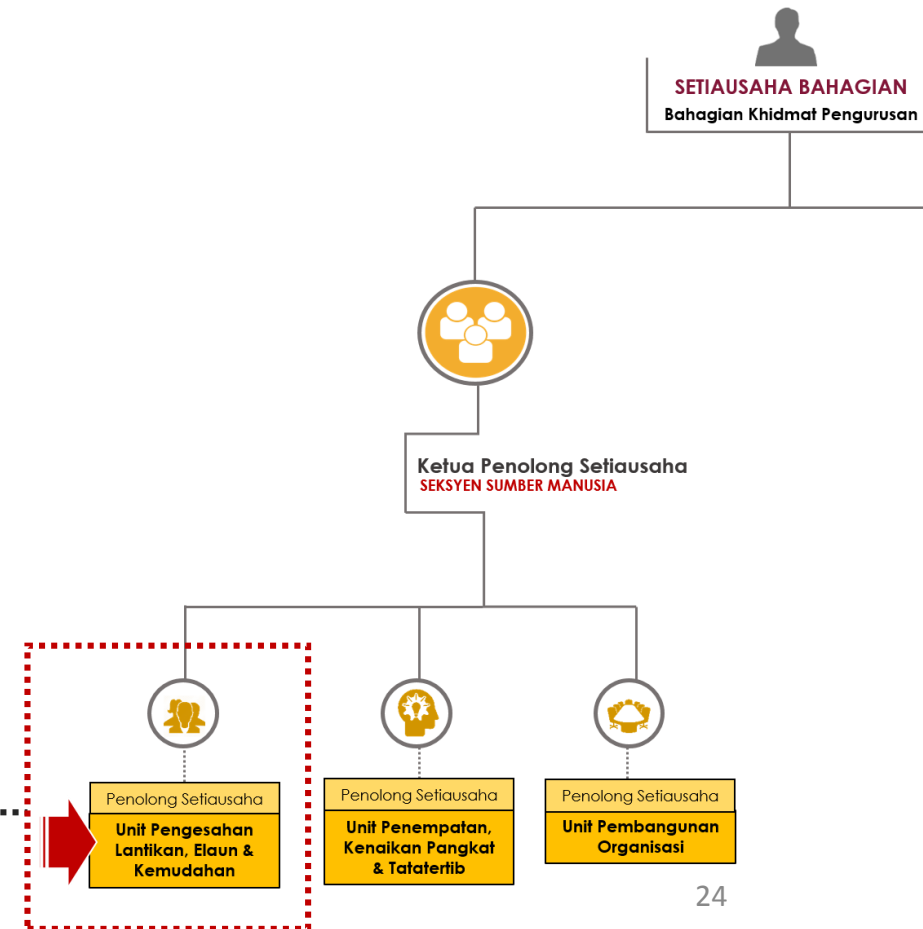 SETIAUSAHA BAHAGIAN
Bahagian Khidmat Pengurusan
Ketua Penolong Setiausaha
SEKSYEN SUMBER MANUSIA
Penolong Setiausaha
Unit Pengesahan
Lantikan, Elaun &
Kemudahan
Penolong Setiausaha
Unit Penempatan,
Kenaikan Pangkat
& Tatatertib
Penolong Setiausaha
Unit Pembangunan
Organisasi
24